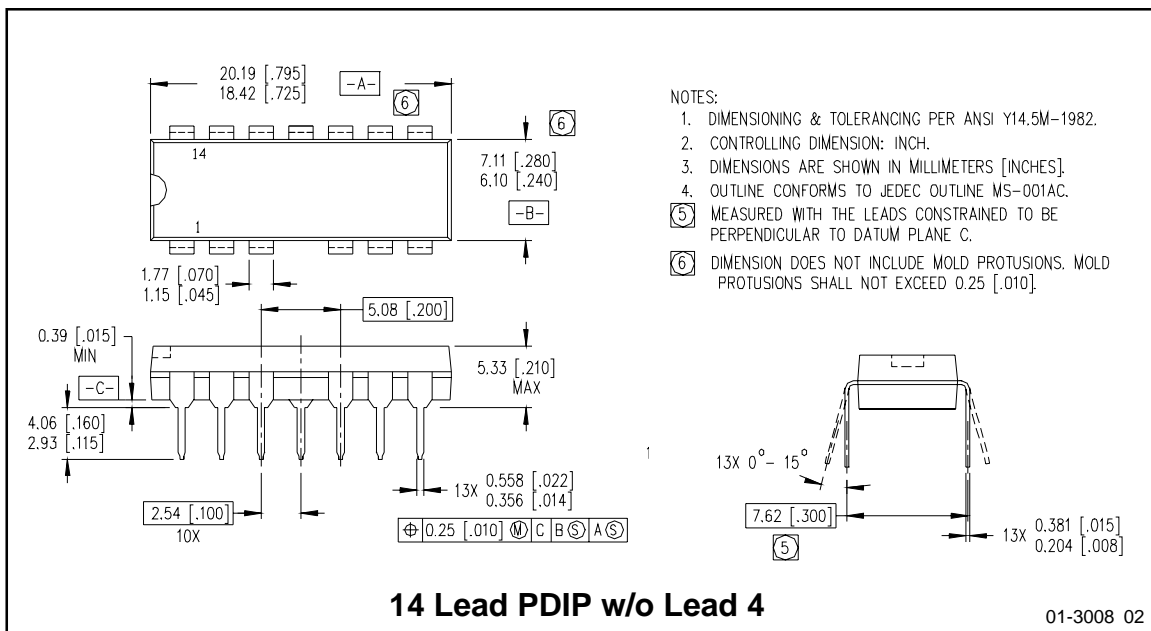 20.19 [.795]
18.42 [.725]
-A-
6
6
14
1
7.11 [.280]
6.10 [.240]
-B-
NOTES:
1. DIMENSIONING & TOLERANCING PER ANSI Y14.5M-1982.
2. CONTROLLING DIMENSION: INCH.
3. DIMENSIONS ARE SHOWN IN MILLIMETERS [INCHES].
4. OUTLINE CONFORMS TO JEDEC OUTLINE MS-001AC.
5 MEASURED WITH THE LEADS CONSTRAINED TO BE
PERPENDICULAR TO DATUM PLANE C.
6 DIMENSION DOES NOT INCLUDE MOLD PROTUSIONS. MOLD
PROTUSIONS SHALL NOT EXCEED 0.25 [.010].
1.77 [.070]
1.15 [.045]
5.08 [.200]
0.39 [.015]
MIN
-C-
5.33 [.210]
MAX
4.06 [.160]
2.93 [.115]
2.54 [.100]
10X
13X 0.558 [.022]
0.356 [.014]
⌖ 0.25 [.010] Ⓜ C B Ⓢ A Ⓢ
1
13X 0°- 15°
7.62 [.300]
5
13X 0.381 [.015]
0.204 [.008]
14 Lead PDIP w/o Lead 4
01-3008 02